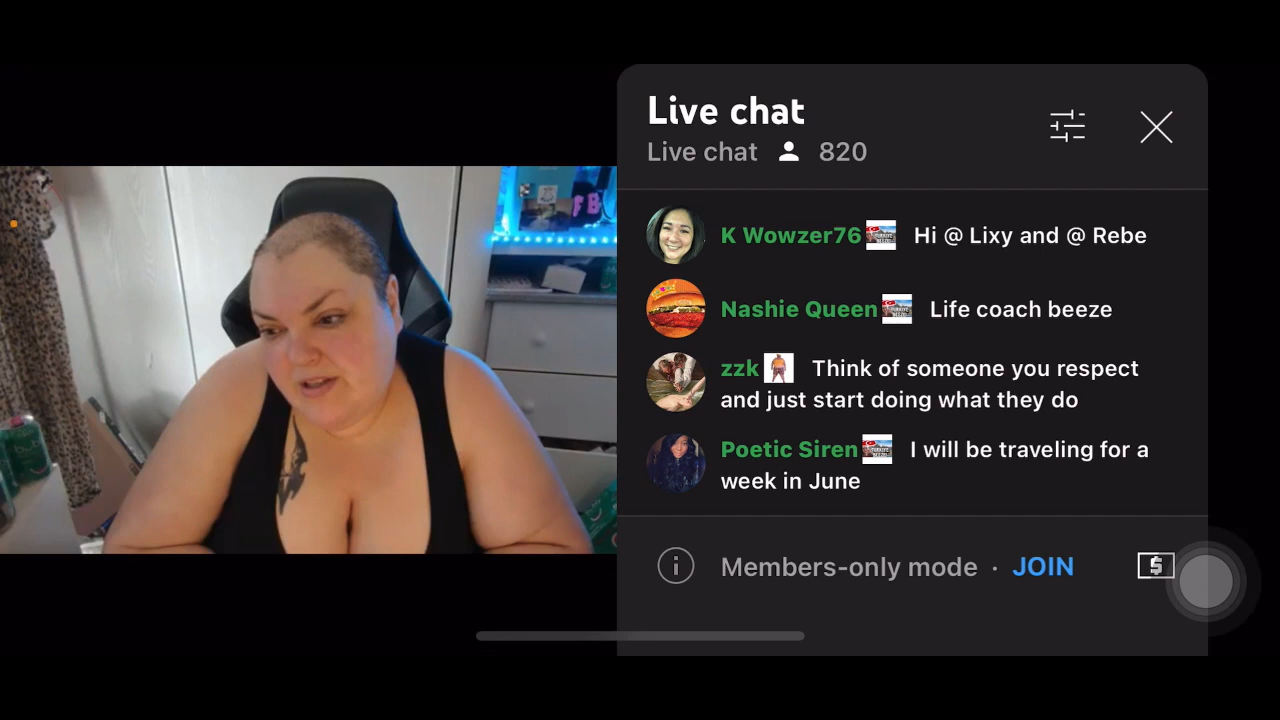 Live chat
Live chat 820
K Wowzer76 Hi @ Lixy and @ Rebe
Nashie Queen Life coach beeze
zzk Think of someone you respect
and just start doing what they do
Poetic Siren I will be traveling for a
week in June
Members-only mode · JOIN
$
F B